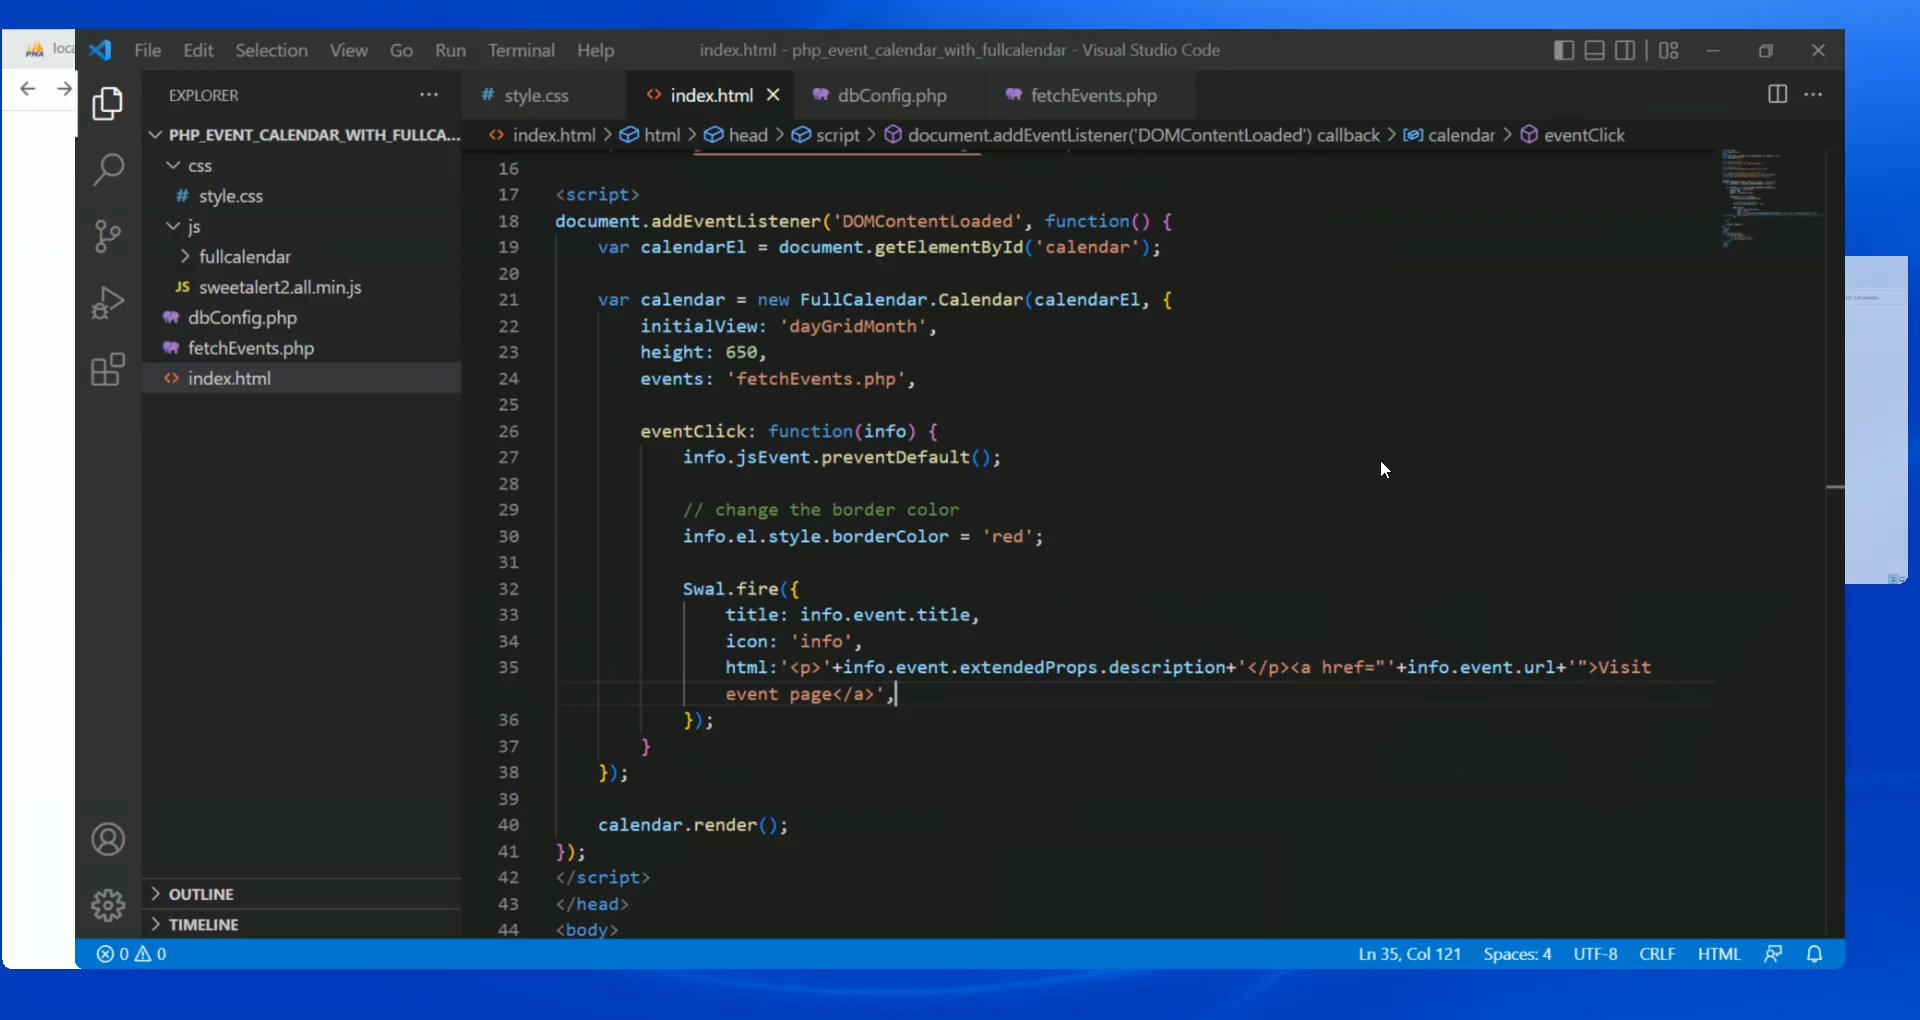 PMA loca
File Edit Selection View Go Run Terminal Help index.html - php_event_calendar_with_fullcalendar - Visual Studio Code
EXPLORER ··· # style.css <> index.html dbConfig.php fetchEvents.php ···
index.html > html > head > script > document.addEventListener('DOMContentLoaded') callback > calendar > eventClick
PHP_EVENT_CALENDAR_WITH_FULLCA...
css
# style.css
js
fullcalendar
JS sweetalert2.all.min.js
dbConfig.php
fetchEvents.php
<> index.html
OUTLINE
TIMELINE
16
17 <script>
18 document.addEventListener('DOMContentLoaded', function() {
19     var calendarEl = document.getElementById('calendar');
20
21     var calendar = new FullCalendar.Calendar(calendarEl, {
22         initialView: 'dayGridMonth',
23         height: 650,
24         events: 'fetchEvents.php',
25
26         eventClick: function(info) {
27             info.jsEvent.preventDefault();
28
29             // change the border color
30             info.el.style.borderColor = 'red';
31
32             Swal.fire({
33                 title: info.event.title,
34                 icon: 'info',
35                 html:'<p>'+info.event.extendedProps.description+'</p><a href="'+info.event.url+'">Visit
event page</a>',
36             });
37         }
38     });
39
40     calendar.render();
41 });
42 </script>
43 </head>
44 <body>
0 0 Ln 35, Col 121 Spaces: 4 UTF-8 CRLF HTML